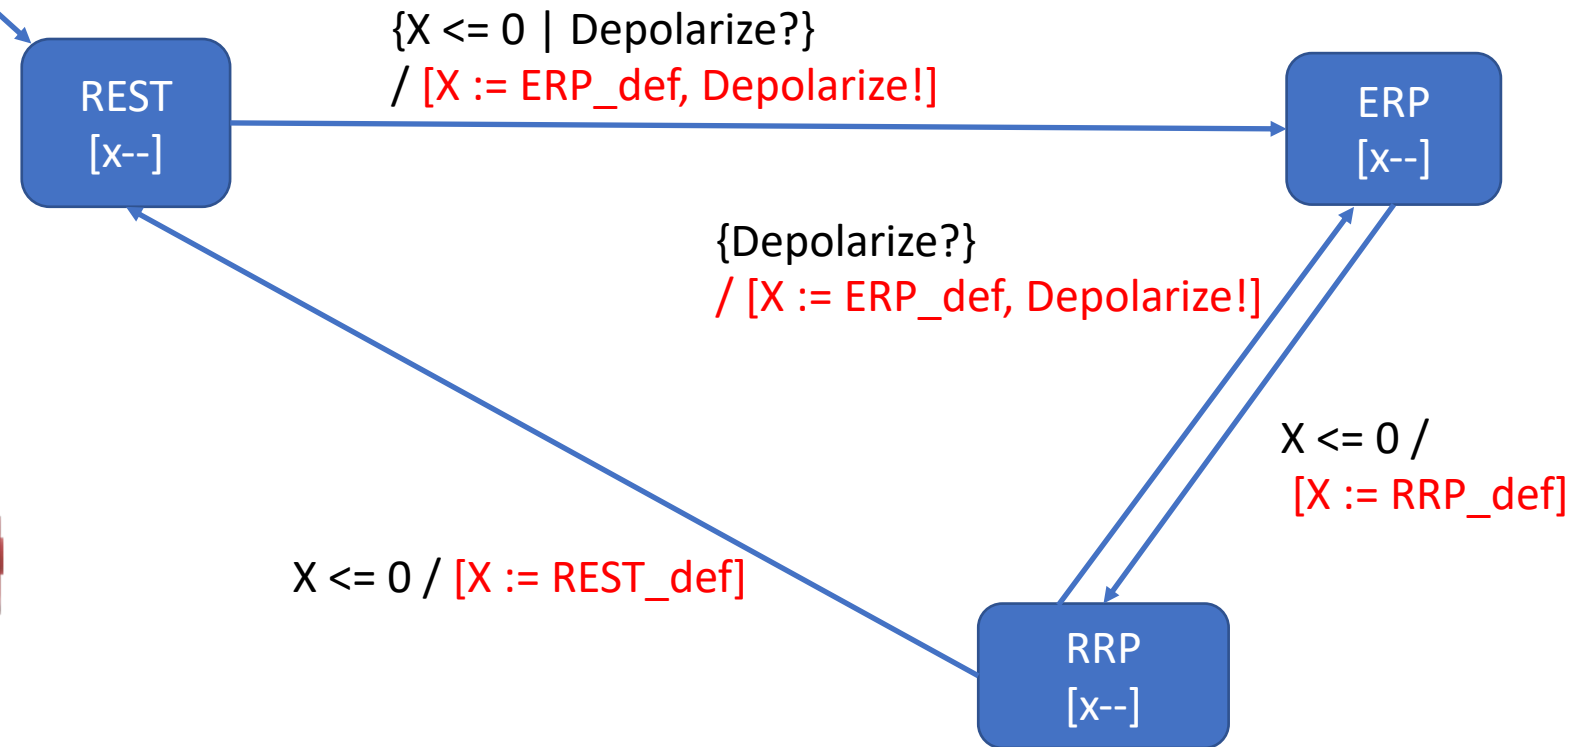 {X <= 0 | Depolarize?}
/ [X := ERP_def, Depolarize!]
REST
[x--]
ERP
[x--]
{Depolarize?}
/ [X := ERP_def, Depolarize!]
X <= 0 /
[X := RRP_def]
X <= 0 / [X := REST_def]
RRP
[x--]